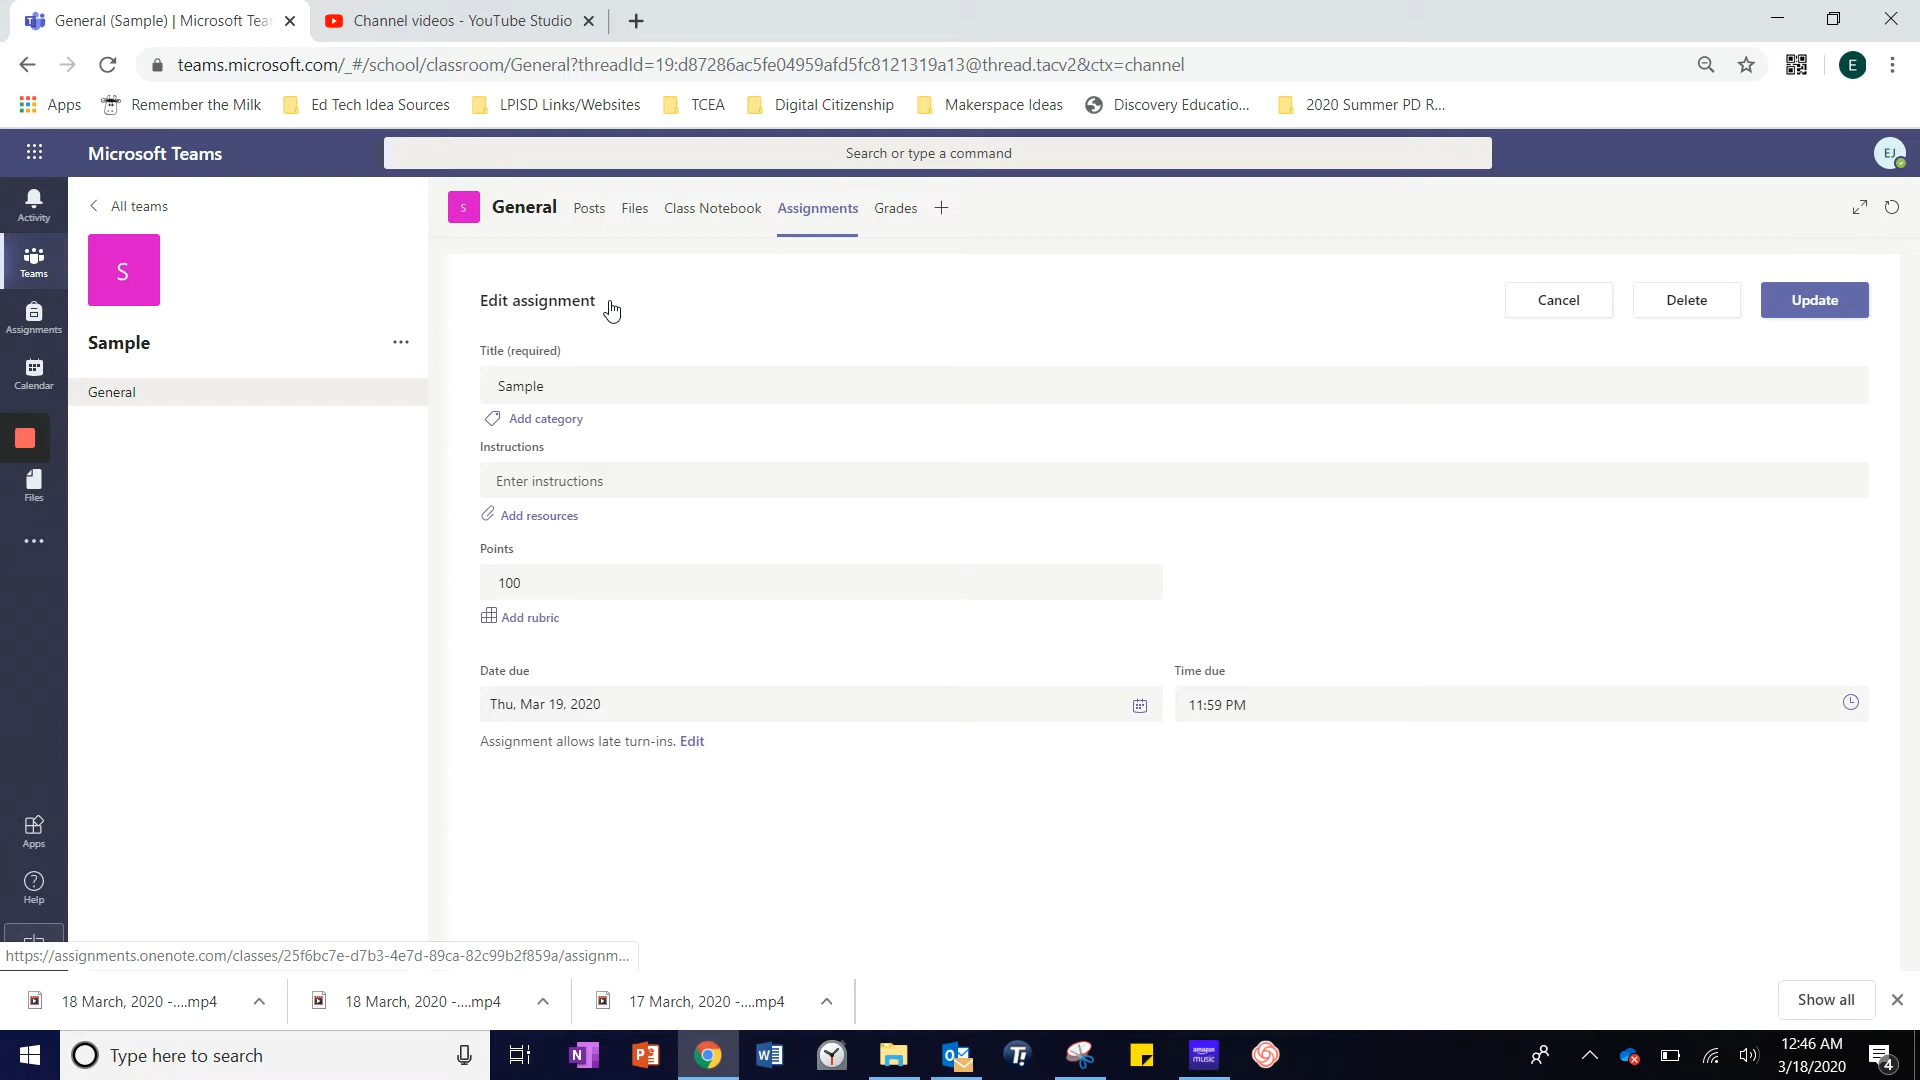 General (Sample) | Microsoft Tea
Channel videos - YouTube Studio
teams.microsoft.com/_#/school/classroom/General?threadId=19:d87286ac5fe04959afd5fc8121319a13@thread.tacv2&ctx=channel
E
Apps
Remember the Milk
Ed Tech Idea Sources
LPISD Links/Websites
TCEA
Digital Citizenship
Makerspace Ideas
Discovery Educatio...
2020 Summer PD R...
Microsoft Teams
Search or type a command
EJ
Activity
Teams
Assignments
Calendar
Files
Apps
Help
All teams
S
Sample
General
S
General
Posts
Files
Class Notebook
Assignments
Grades
Edit assignment
Cancel
Delete
Update
Title (required)
Sample
Add category
Instructions
Enter instructions
Add resources
Points
100
Add rubric
Date due
Time due
Thu, Mar 19, 2020
11:59 PM
Assignment allows late turn-ins. Edit
https://assignments.onenote.com/classes/25f6bc7e-d7b3-4e7d-89ca-82c99b2f859a/assignm...
18 March, 2020 -....mp4
18 March, 2020 -....mp4
17 March, 2020 -....mp4
Show all
Type here to search
amazon
music
12:46 AM
3/18/2020
4